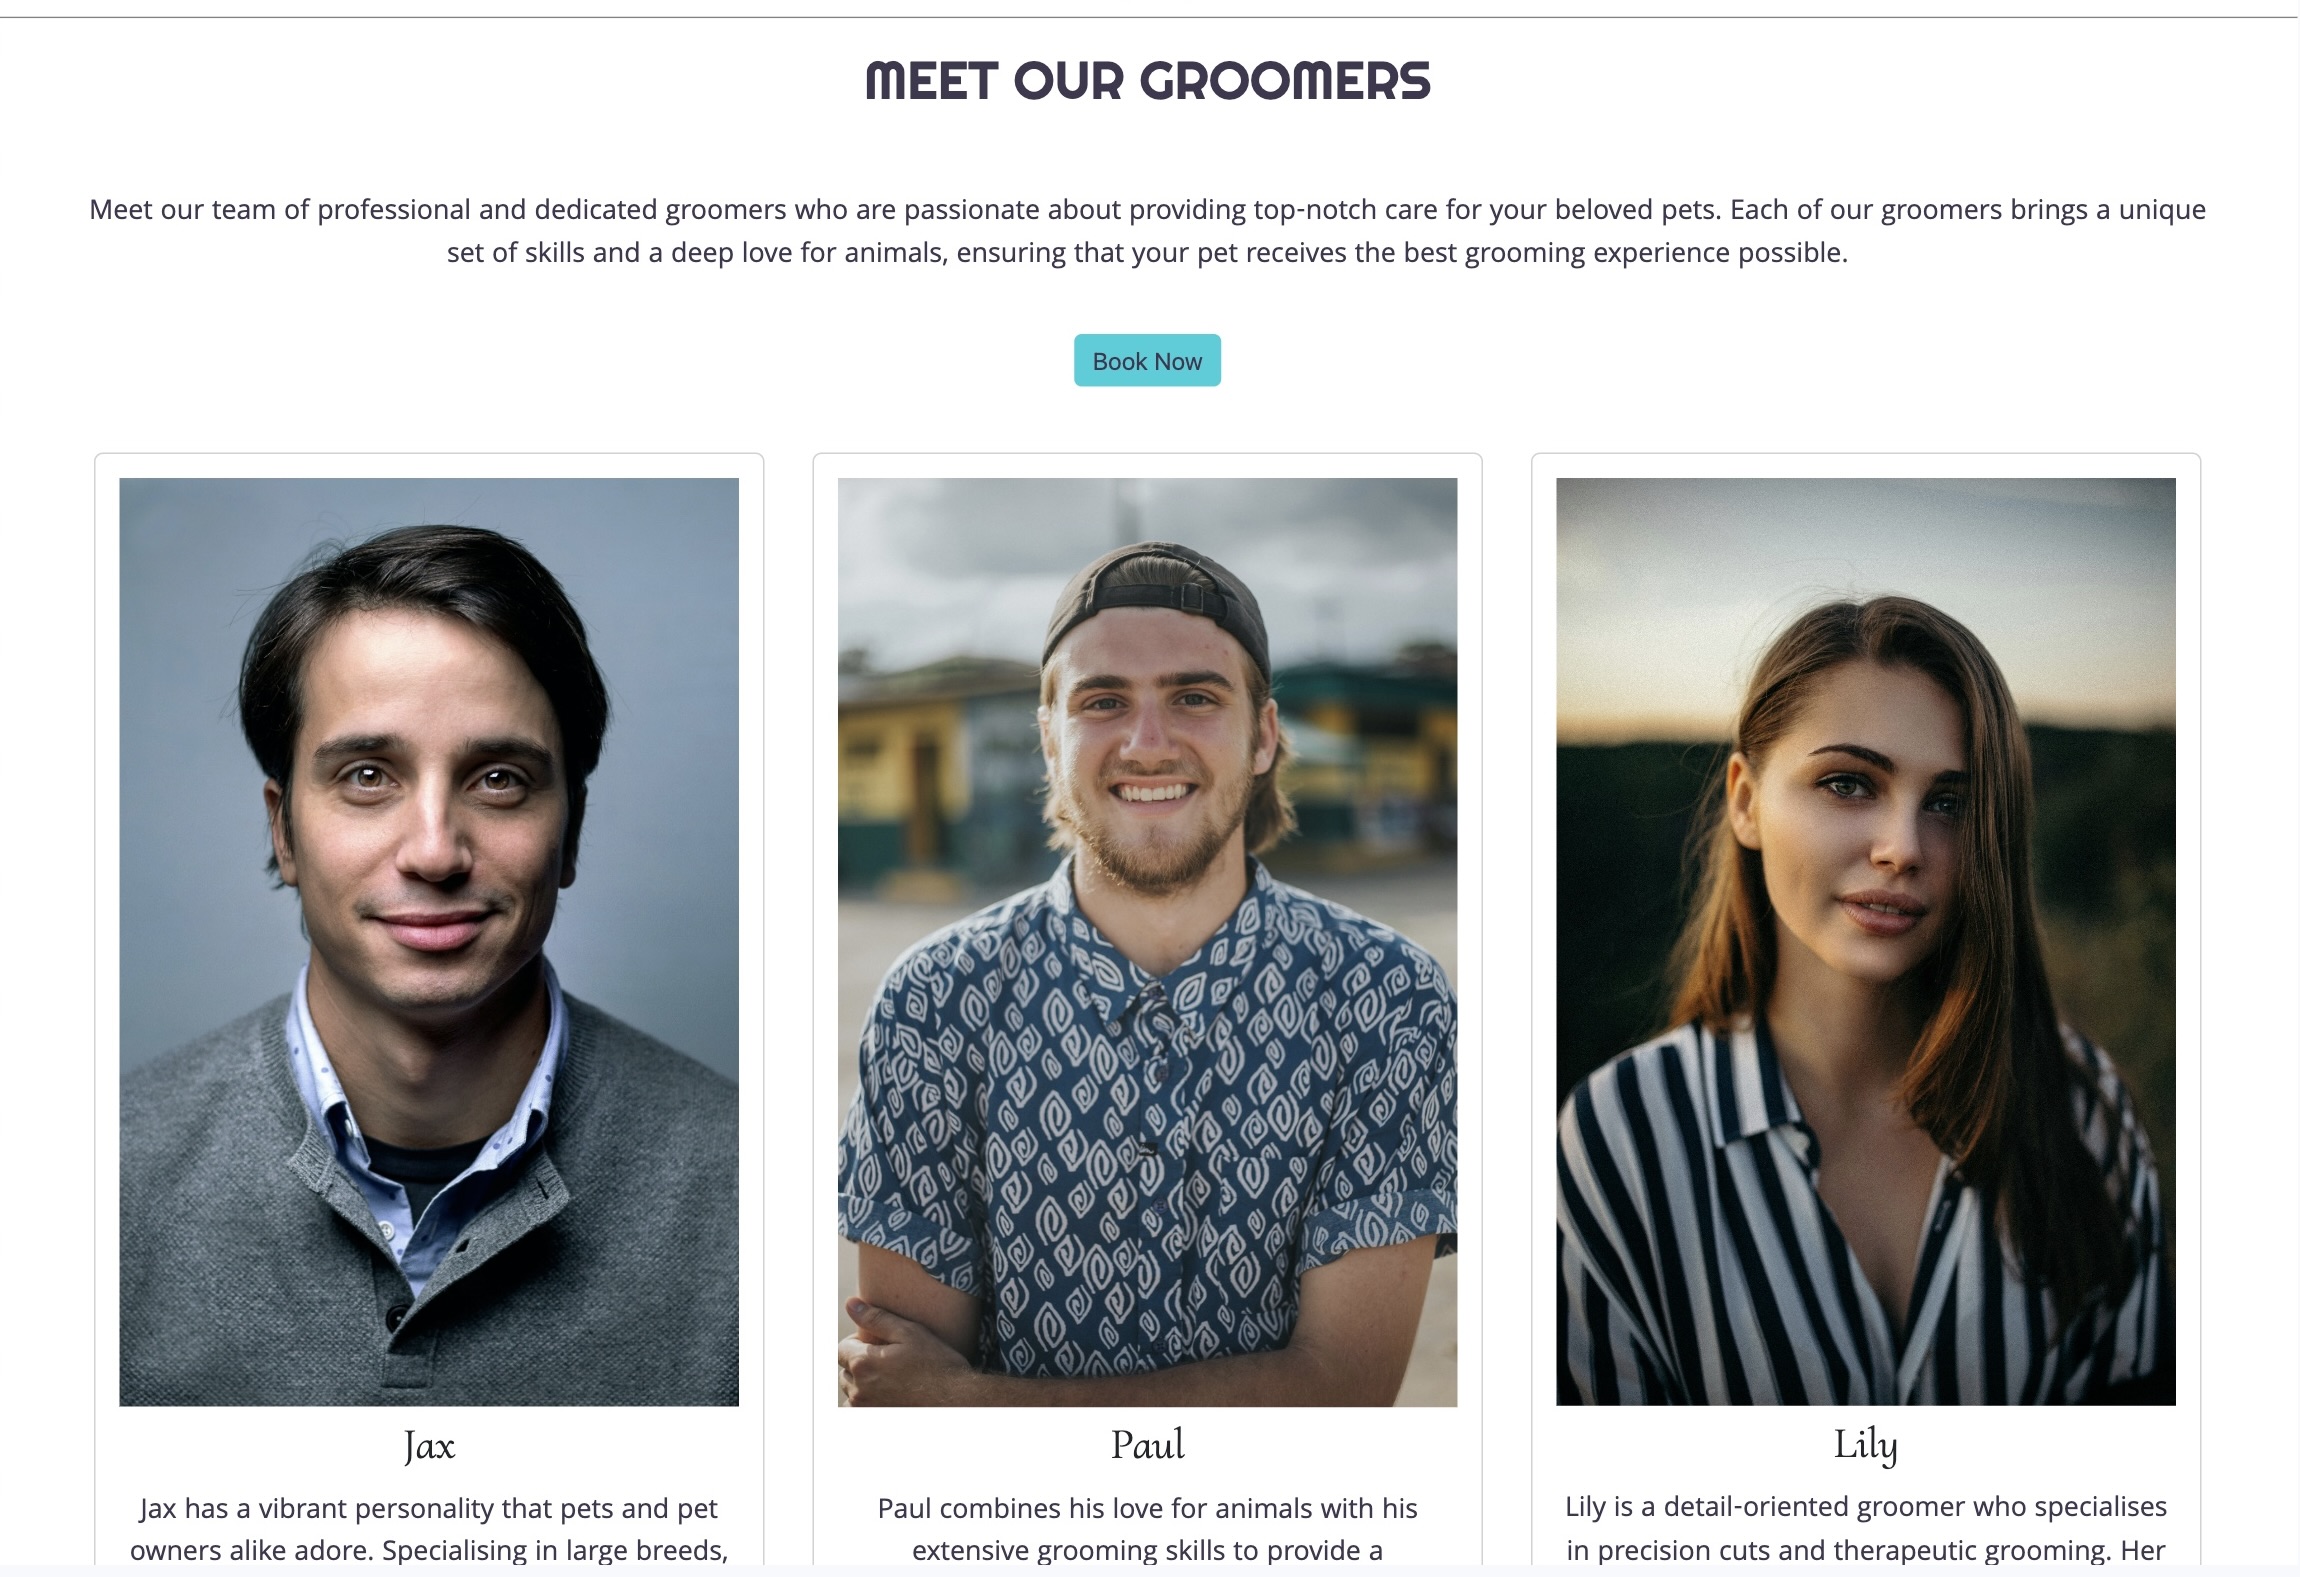 MEET OUR GROOMERS
Meet our team of professional and dedicated groomers who are passionate about providing top-notch care for your beloved pets. Each of our groomers brings a unique
set of skills and a deep love for animals, ensuring that your pet receives the best grooming experience possible.
Book Now
Jax
Jax has a vibrant personality that pets and pet
owners alike adore. Specialising in large breeds,
Paul
Paul combines his love for animals with his
extensive grooming skills to provide a
Lily
Lily is a detail-oriented groomer who specialises
in precision cuts and therapeutic grooming. Her